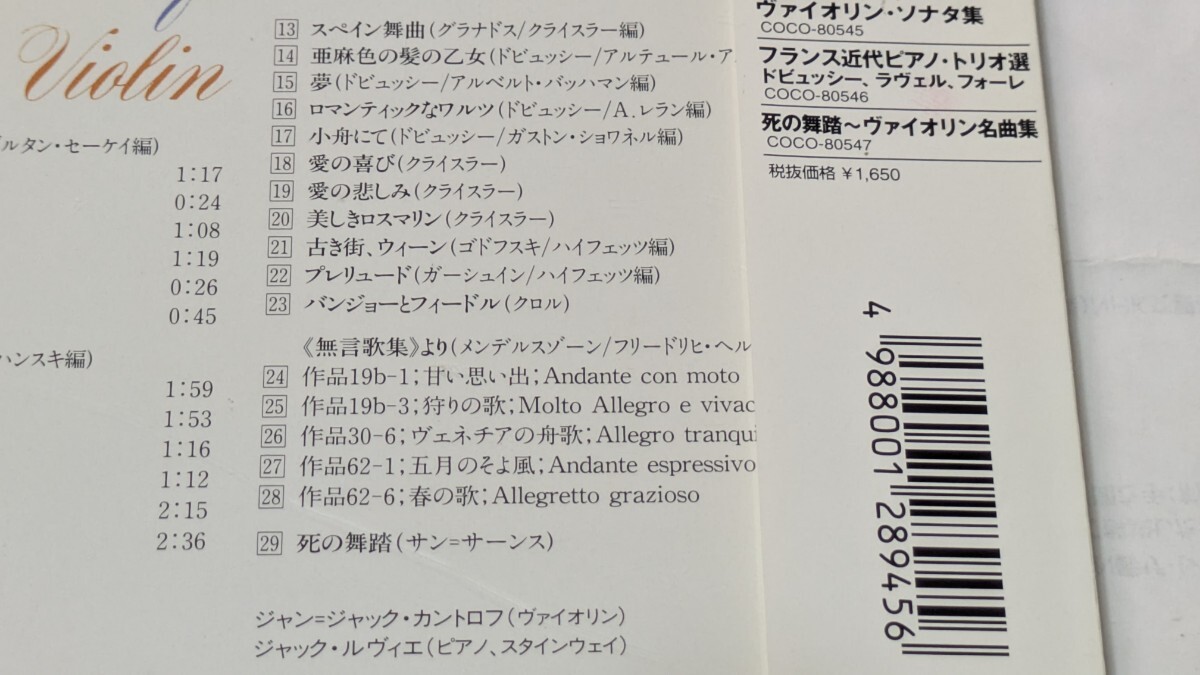 Violin
ルタン・セーケイ編)
1:17
0:24
1:08
1:19
0:26
0:45
ハンスキ編)
1:59
1:53
1:16
1:12
2:15
2:36
13 スペイン舞曲(グラナドス/クライスラー編)
14 亜麻色の髪の乙女(ドビュッシー/アルテュール・ア
15 夢(ドビュッシー/アルベルト・バッハマン編)
16 ロマンティックなワルツ(ドビュッシー/A.レラン編)
17 小舟にて(ドビュッシー/ガストン・ショワネル編)
18 愛の喜び(クライスラー)
19 愛の悲しみ(クライスラー)
20 美しきロスマリン(クライスラー)
21 古き街、ウィーン(ゴドフスキ/ハイフェッツ編)
22 プレリュード(ガーシュイン/ハイフェッツ編)
23 バンジョーとフィードル(クロル)
《無言歌集》より(メンデルスゾーン/フリードリヒ・ヘル
24 作品19b-1;甘い思い出;Andante con moto
25 作品19b-3;狩りの歌;Molto Allegro e vivac
26 作品30-6;ヴェネチアの舟歌;Allegro tranqui
27 作品62-1;五月のそよ風;Andante espressivo
28 作品62-6;春の歌;Allegretto grazioso
29 死の舞踏(サン=サーンス)
ジャン=ジャック・カントロフ(ヴァイオリン)
ジャック・ルヴィエ(ピアノ、スタインウェイ)
ヴァイオリン・ソナタ集
COCO-80545
フランス近代ピアノ・トリオ選
ドビュッシー、ラヴェル、フォーレ
COCO-80546
死の舞踏〜ヴァイオリン名曲集
COCO-80547
税抜価格 ¥1,650
4 988001 289456